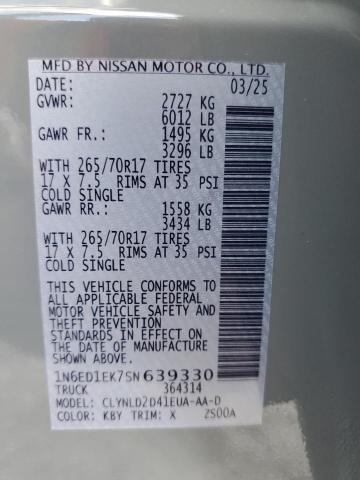 MFD BY NISSAN MOTOR CO., LTD.
DATE: 03/25
GVWR: 2727 KG
6012 LB
GAWR FR.: 1495 KG
3296 LB
WITH 265/70R17 TIRES
17 X 7.5 RIMS AT 35 PSI
COLD SINGLE
GAWR RR.: 1558 KG
3434 LB
WITH 265/70R17 TIRES
17 X 7.5 RIMS AT 35 PSI
COLD SINGLE
THIS VEHICLE CONFORMS TO
ALL APPLICABLE FEDERAL
MOTOR VEHICLE SAFETY AND
THEFT PREVENTION
STANDARDS IN EFFECT ON
THE DATE OF MANUFACTURE
SHOWN ABOVE.
1N6ED1EK7SN639330
TRUCK 364314
MODEL: CLYNLD2D41EUA-AA-D
COLOR: KBY TRIM: X ZS00A